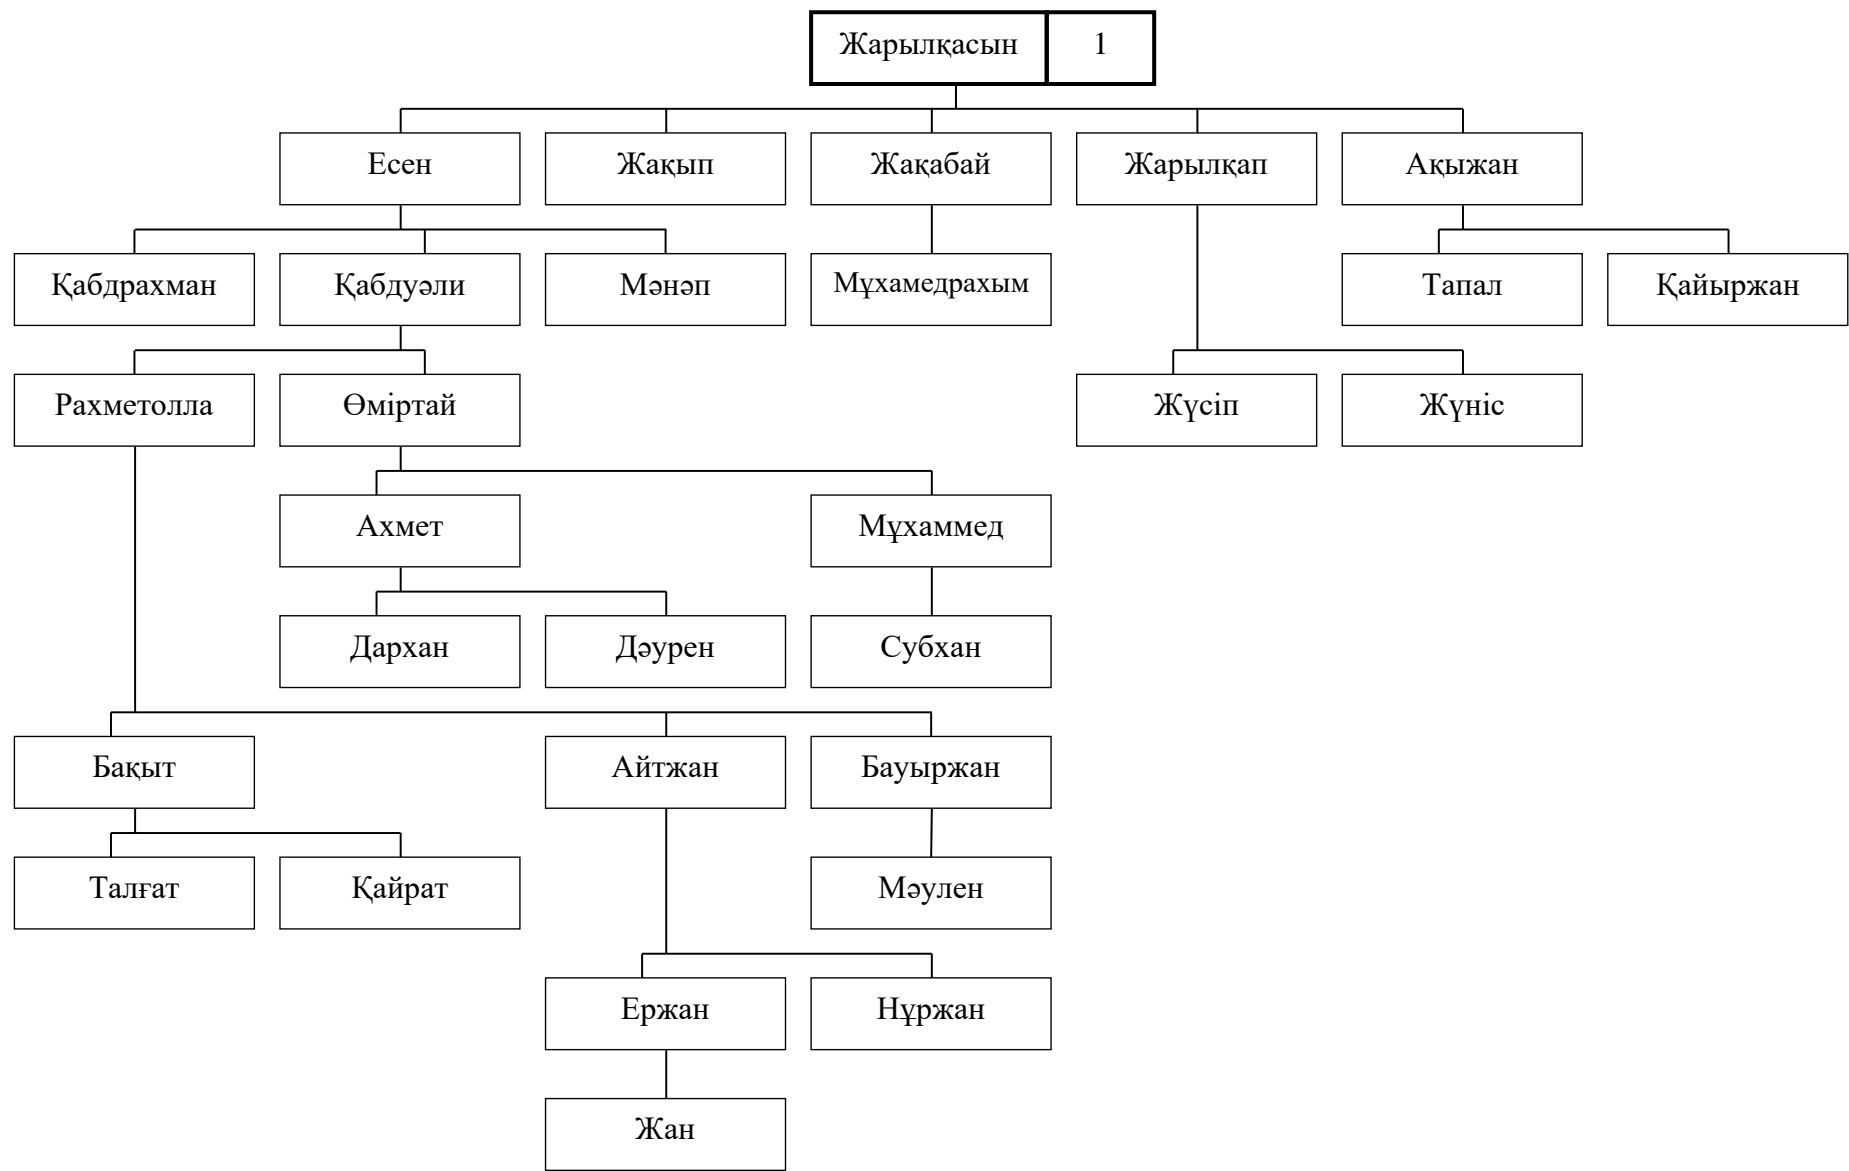 Жарылқасын 1
Есен Жақып Жақабай Жарылқап Ақыжан
Қабдрахман Қабдуәли Мәнәп Мұхамедрахым Тапал Қайыржан
Рахметолла Өміртай Жүсіп Жүніс
Ахмет Мұхаммед
Дархан Дәурен Субхан
Бақыт Айтжан Бауыржан
Талғат Қайрат Мәулен
Ержан Нұржан
Жан